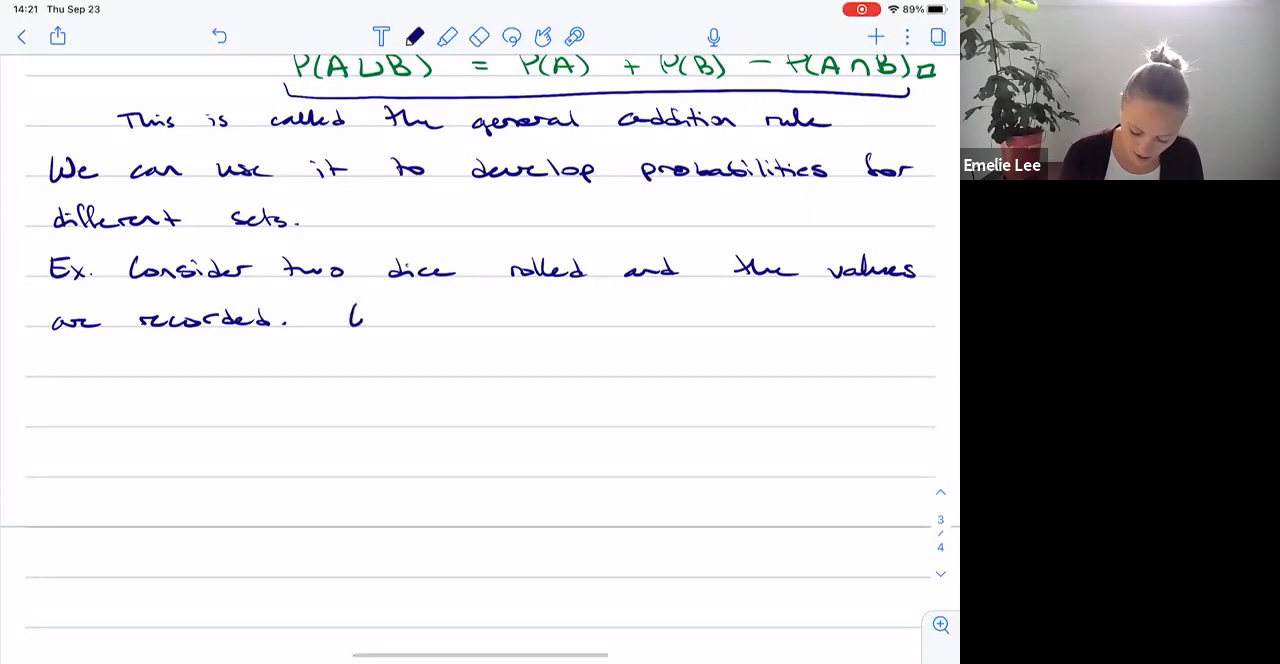 14:21 Thu Sep 23
89%
P(A∪B) = P(A) + P(B) − P(A∩B)□
This is called the general addition rule
We can use it to develop probabilities for
different sets.
Ex. Consider two dice rolled and the values
are recorded. (
3
/
4
Emelie Lee